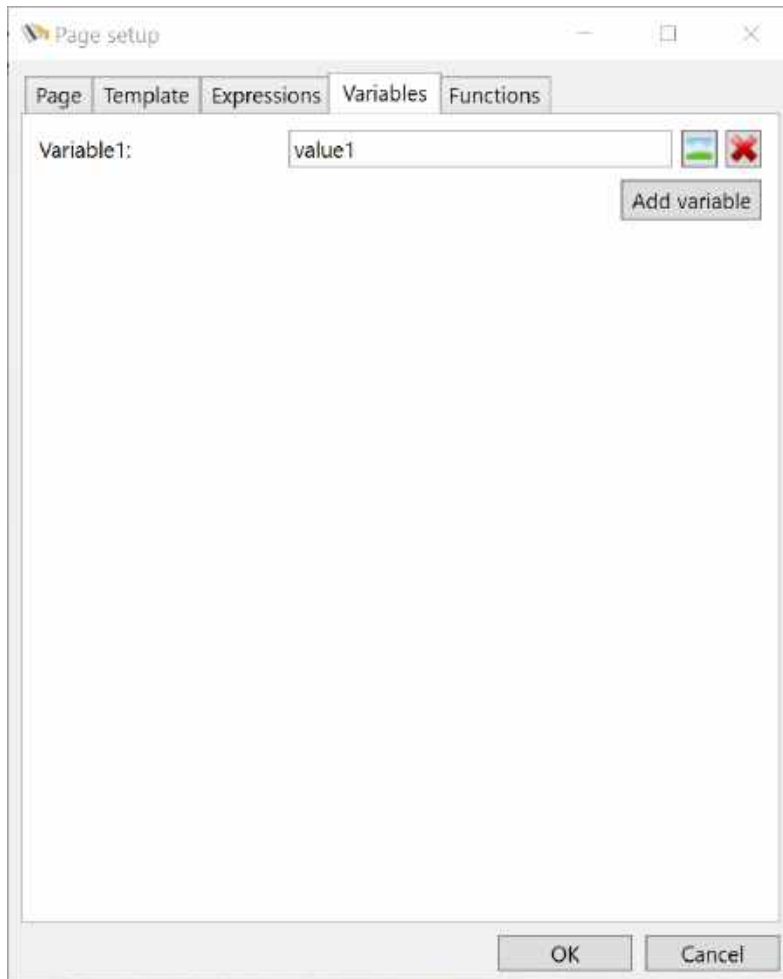 Page setup
Page Template Expressions Variables Functions
Variable1: value1
Add variable
OK Cancel